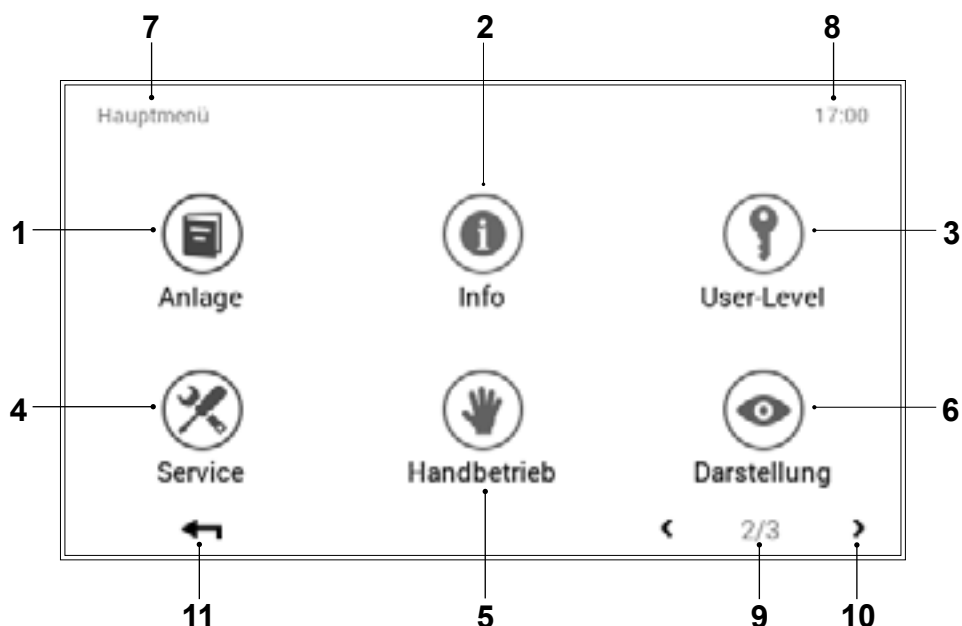 7 2 8
Hauptmenü 17:00
1 3
Anlage Info User-Level
4 6
Service Handbetrieb Darstellung
2/3
11 5 9 10